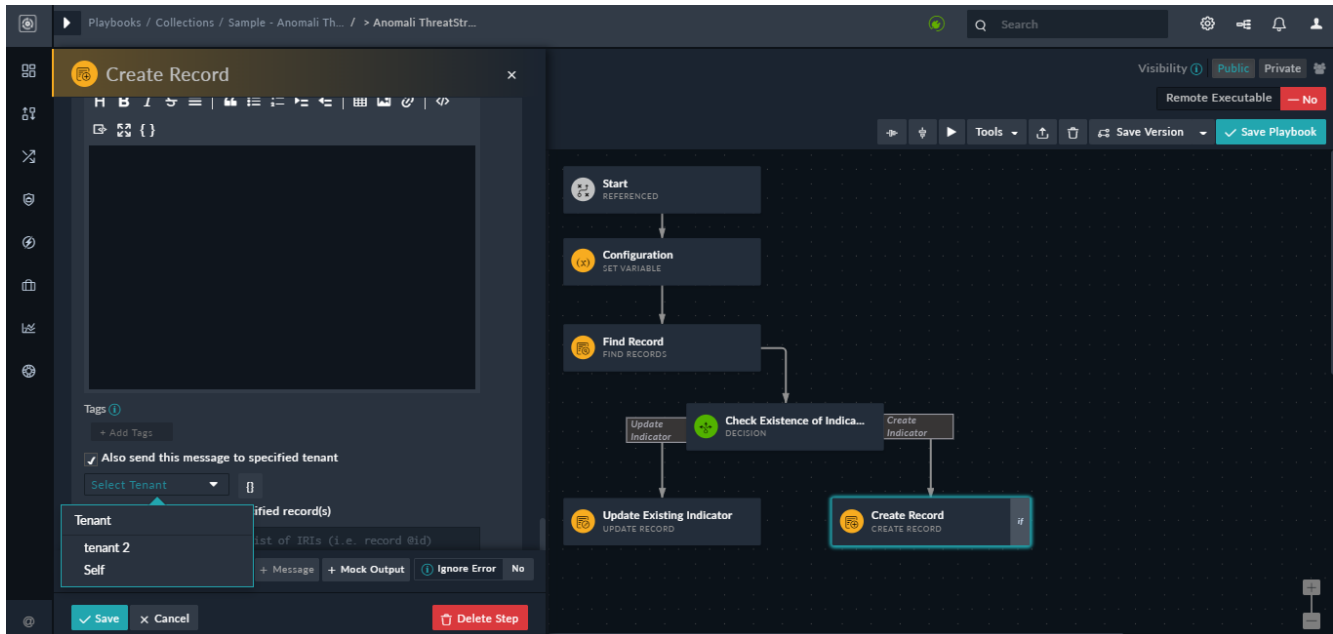 Playbooks / Collections / Sample - Anomali Th... / > Anomali ThreatStr...
Search
Create Record
Visibility Public Private
Remote Executable — No
Tools Save Version Save Playbook
Start
REFERENCED
Configuration
SET VARIABLE
Find Record
FIND RECORDS
Update
Indicator
Check Existence of Indica...
DECISION
Create
Indicator
Update Existing Indicator
UPDATE RECORD
Create Record
CREATE RECORD
if
Tags
+ Add Tags
Also send this message to specified tenant
Select Tenant {}
ified record(s)
ist of IRIs (i.e. record @id)
Tenant
tenant 2
Self
+ Message + Mock Output Ignore Error No
Save × Cancel Delete Step